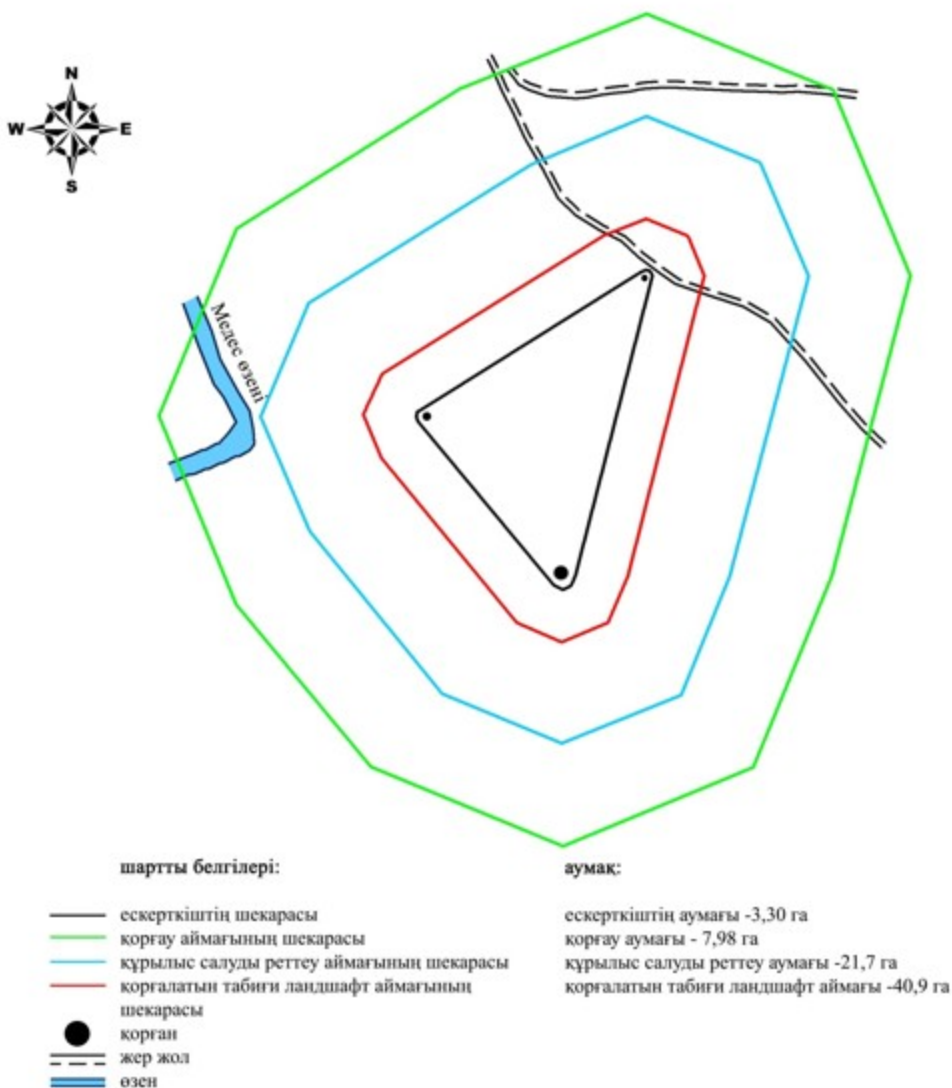 N
W E
S
Медес өзені
шартты белгілері:
ескерткіштің шекарасы
қорғау аймағының шекарасы
құрылыс салуды реттеу аймағының шекарасы
қорғалатын табиғи ландшафт аймағының
шекарасы
қорған
жер жол
өзен
аумақ:
ескерткіштің аумағы -3,30 га
қорғау аумағы - 7,98 га
құрылыс салуды реттеу аумағы -21,7 га
қорғалатын табиғи ландшафт аймағы -40,9 га